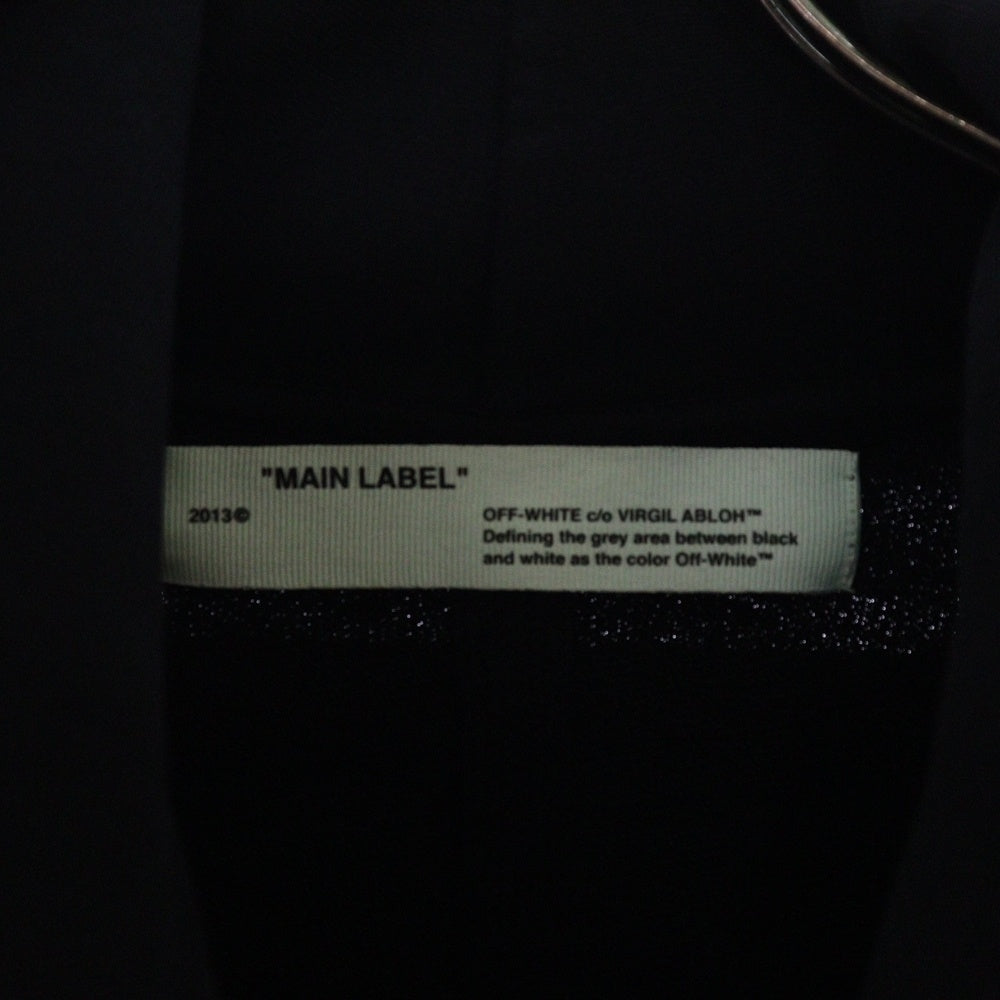 "MAIN LABEL"
2013©
OFF-WHITE c/o VIRGIL ABLOH™
Defining the grey area between black
and white as the color Off-White™